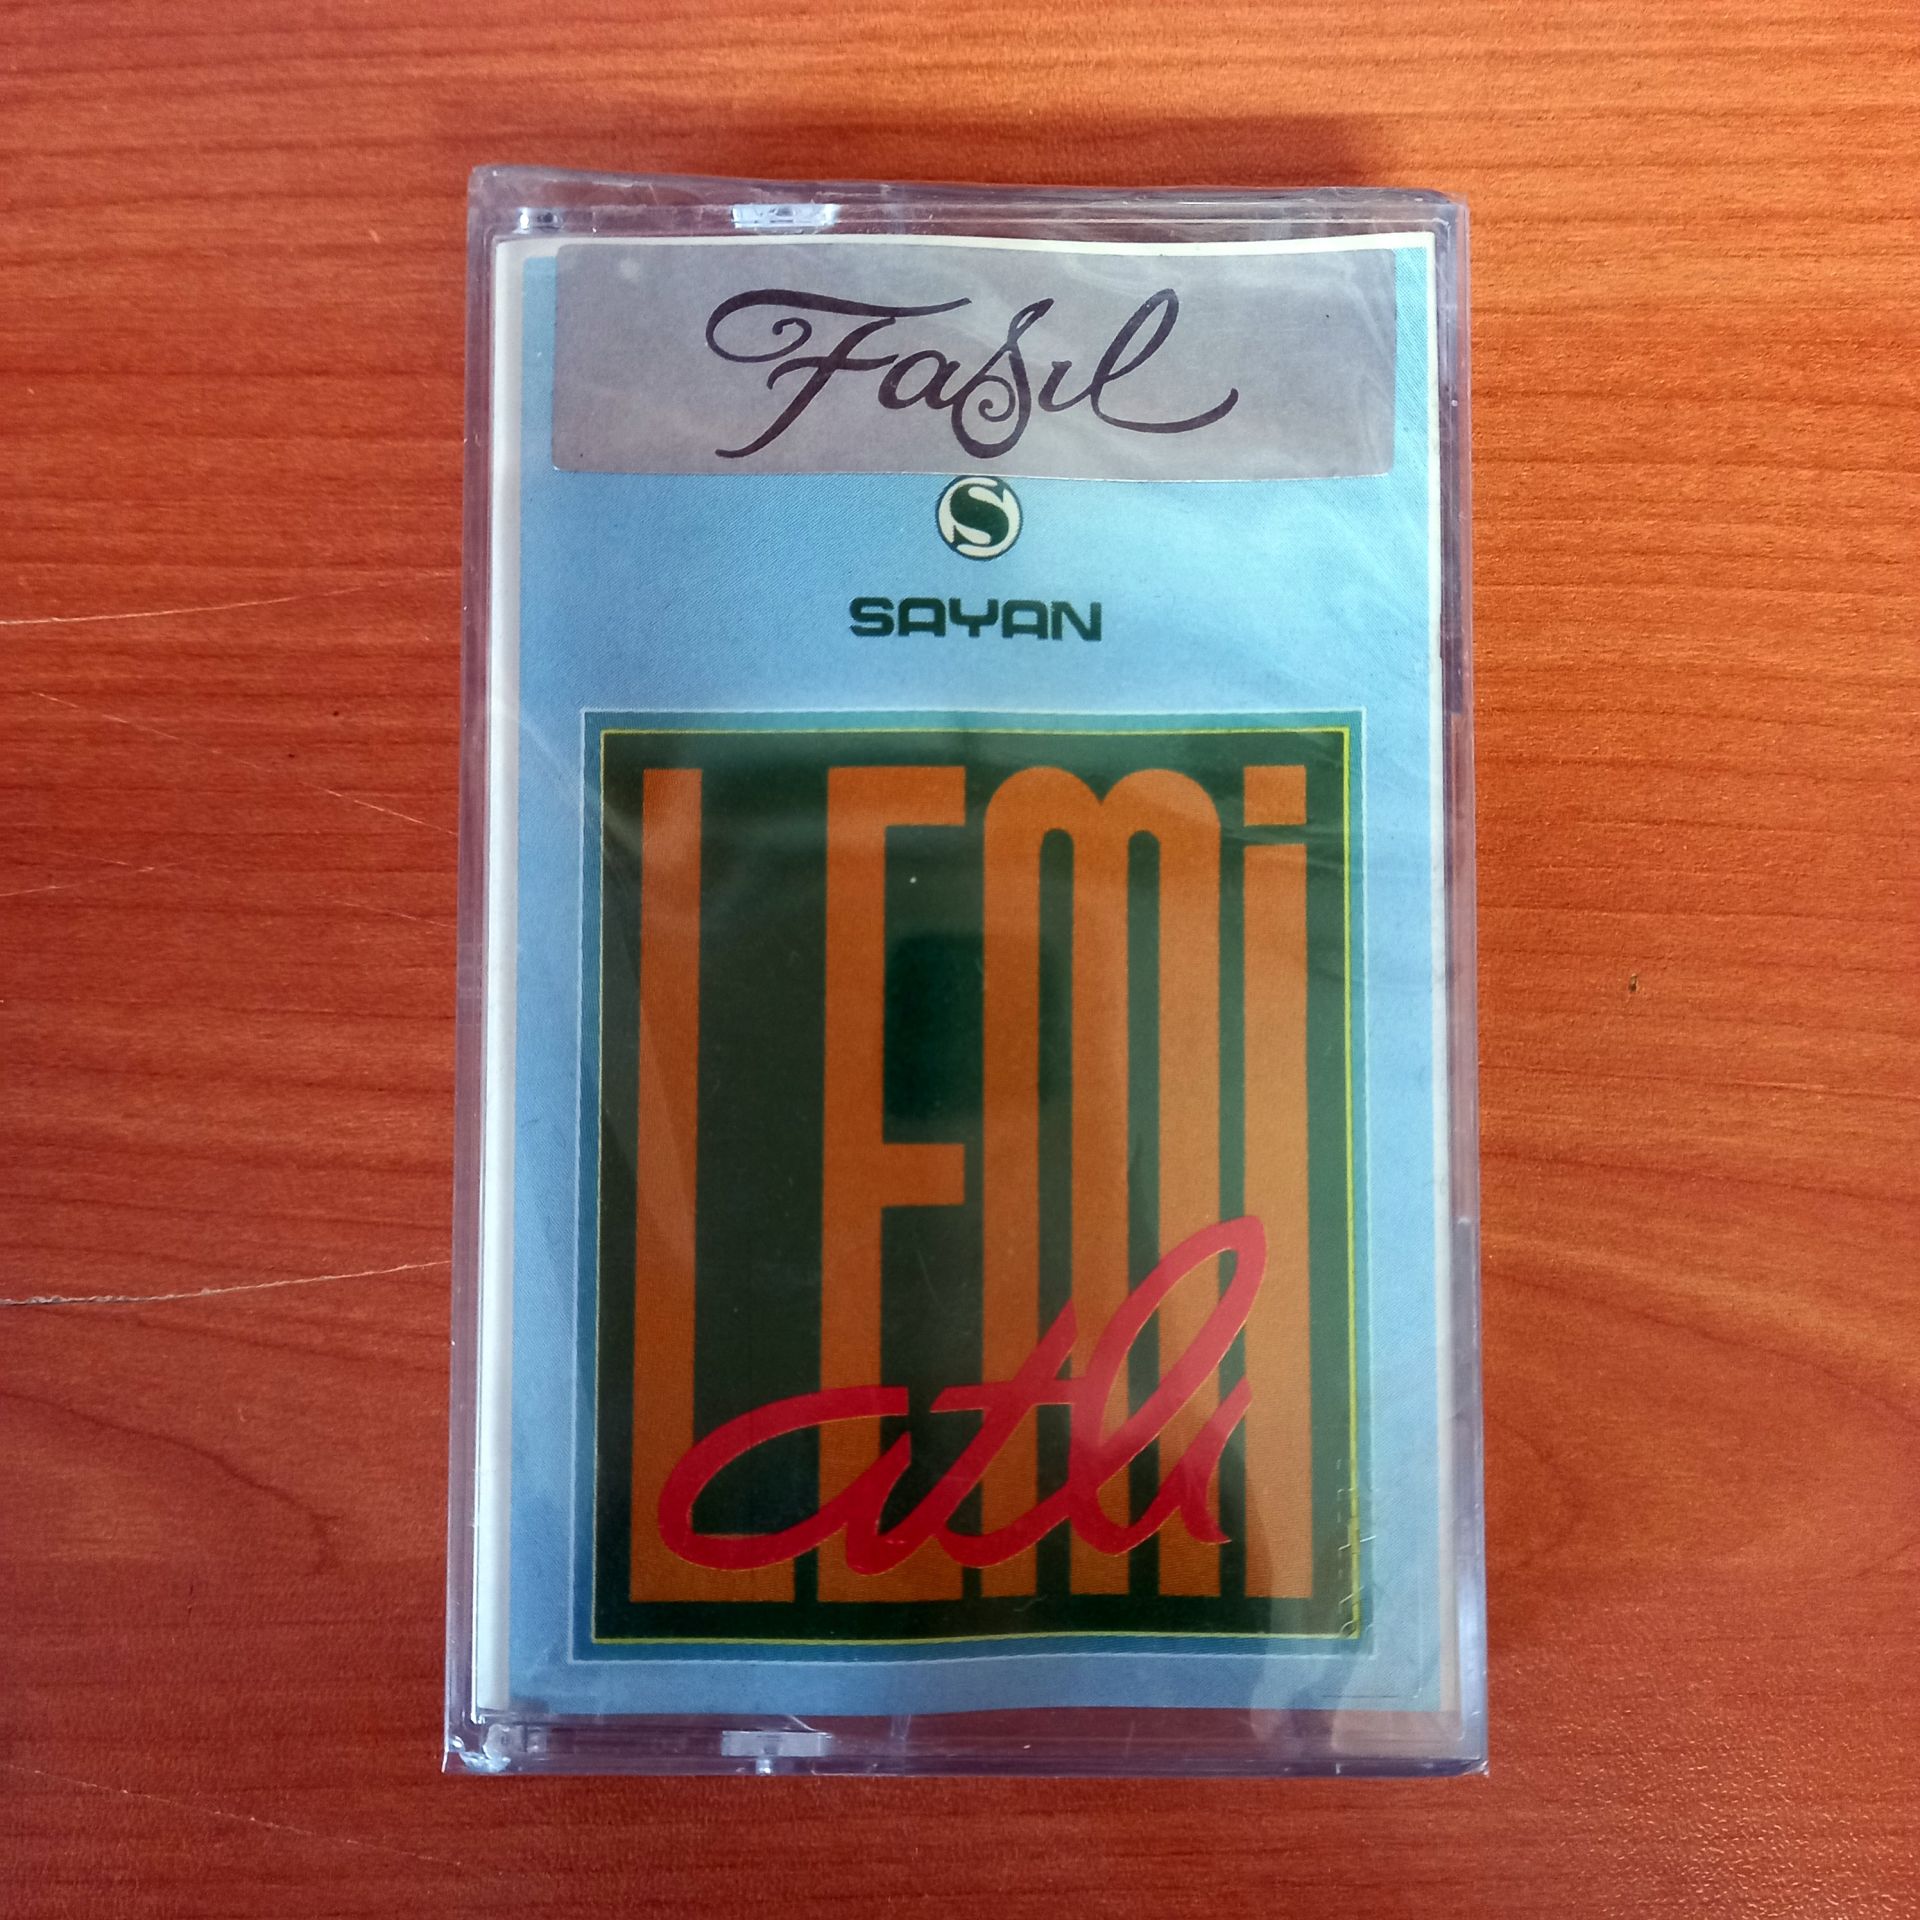 Fasıl
S
SAYAN
LEMi
atlı